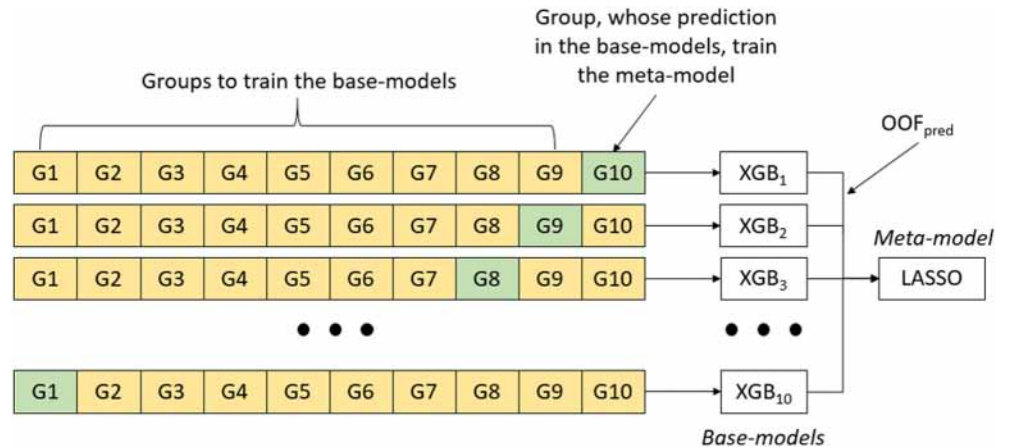 Group, whose prediction
in the base-models, train
the meta-model
Groups to train the base-models
OOFpred
G1 G2 G3 G4 G5 G6 G7 G8 G9 G10 XGB1
G1 G2 G3 G4 G5 G6 G7 G8 G9 G10 XGB2
Meta-model
G1 G2 G3 G4 G5 G6 G7 G8 G9 G10 XGB3 LASSO
G1 G2 G3 G4 G5 G6 G7 G8 G9 G10 XGB10
Base-models